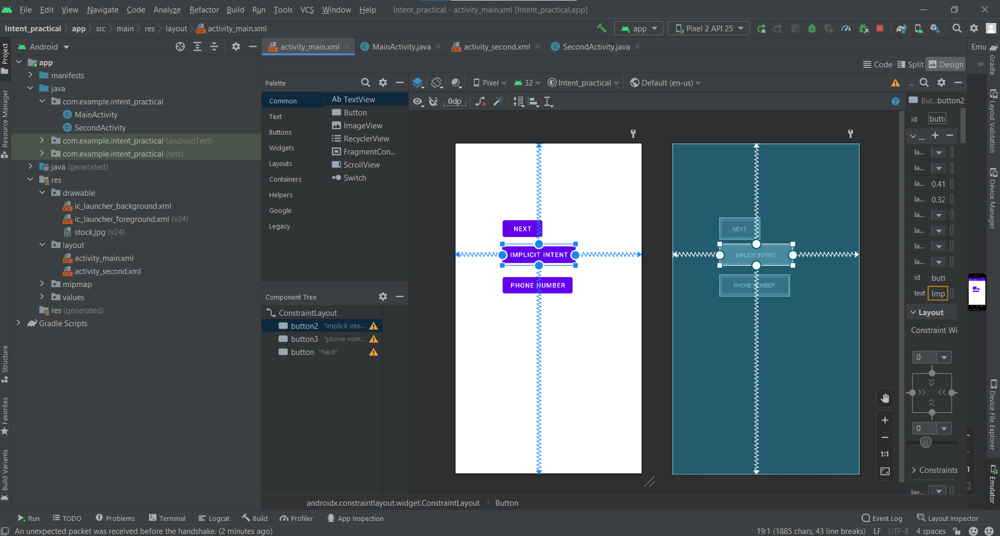 File Edit View Navigate Code Analyze Refactor Build Run Tools VCS Window Help Intent_practical - activity_main.xml [Intent_practical.app]
Intent_practical app src main res layout activity_main.xml app Pixel 2 API 25
Project
Resource Manager
Structure
Favorites
Build Variants
Android
app
manifests
java
com.example.intent_practical
MainActivity
SecondActivity
com.example.intent_practical (androidTest)
com.example.intent_practical (test)
java (generated)
res
drawable
ic_launcher_background.xml
ic_launcher_foreground.xml (v24)
stock.jpg (v24)
layout
activity_main.xml
activity_second.xml
mipmap
values
res (generated)
Gradle Scripts
activity_main.xml MainActivity.java activity_second.xml SecondActivity.java Emu
Code Split Design
Palette
Common
Text
Buttons
Widgets
Layouts
Containers
Helpers
Google
Legacy
Ab TextView
Button
ImageView
RecyclerView
FragmentCon...
ScrollView
Switch
Component Tree
ConstraintLayout
button2 "Implicit Inte...
button3 "phone num...
button "Next"
Pixel 32 Intent_practical Default (en-us)
0dp
NEXT
IMPLICIT INTENT
PHONE NUMBER
NEXT
IMPLICIT INTENT
PHONE NUMBER
1:1
...
But... button2
id butt
...
la...
la...
la... 0.41
la... 0.32
la...
la...
la...
la...
id butt
text Imp
Layout
Constraint Wi
0
0
41
Constraints
lay...
Gradle
Layout Validation
Device Manager
Device File Explorer
Emulator
androidx.constraintlayout.widget.ConstraintLayout Button
Run TODO Problems Terminal Logcat Build Profiler App Inspection Event Log Layout Inspector
An unexpected packet was received before the handshake. (2 minutes ago) 19:1 (1885 chars, 43 line breaks) LF UTF-8 4 spaces